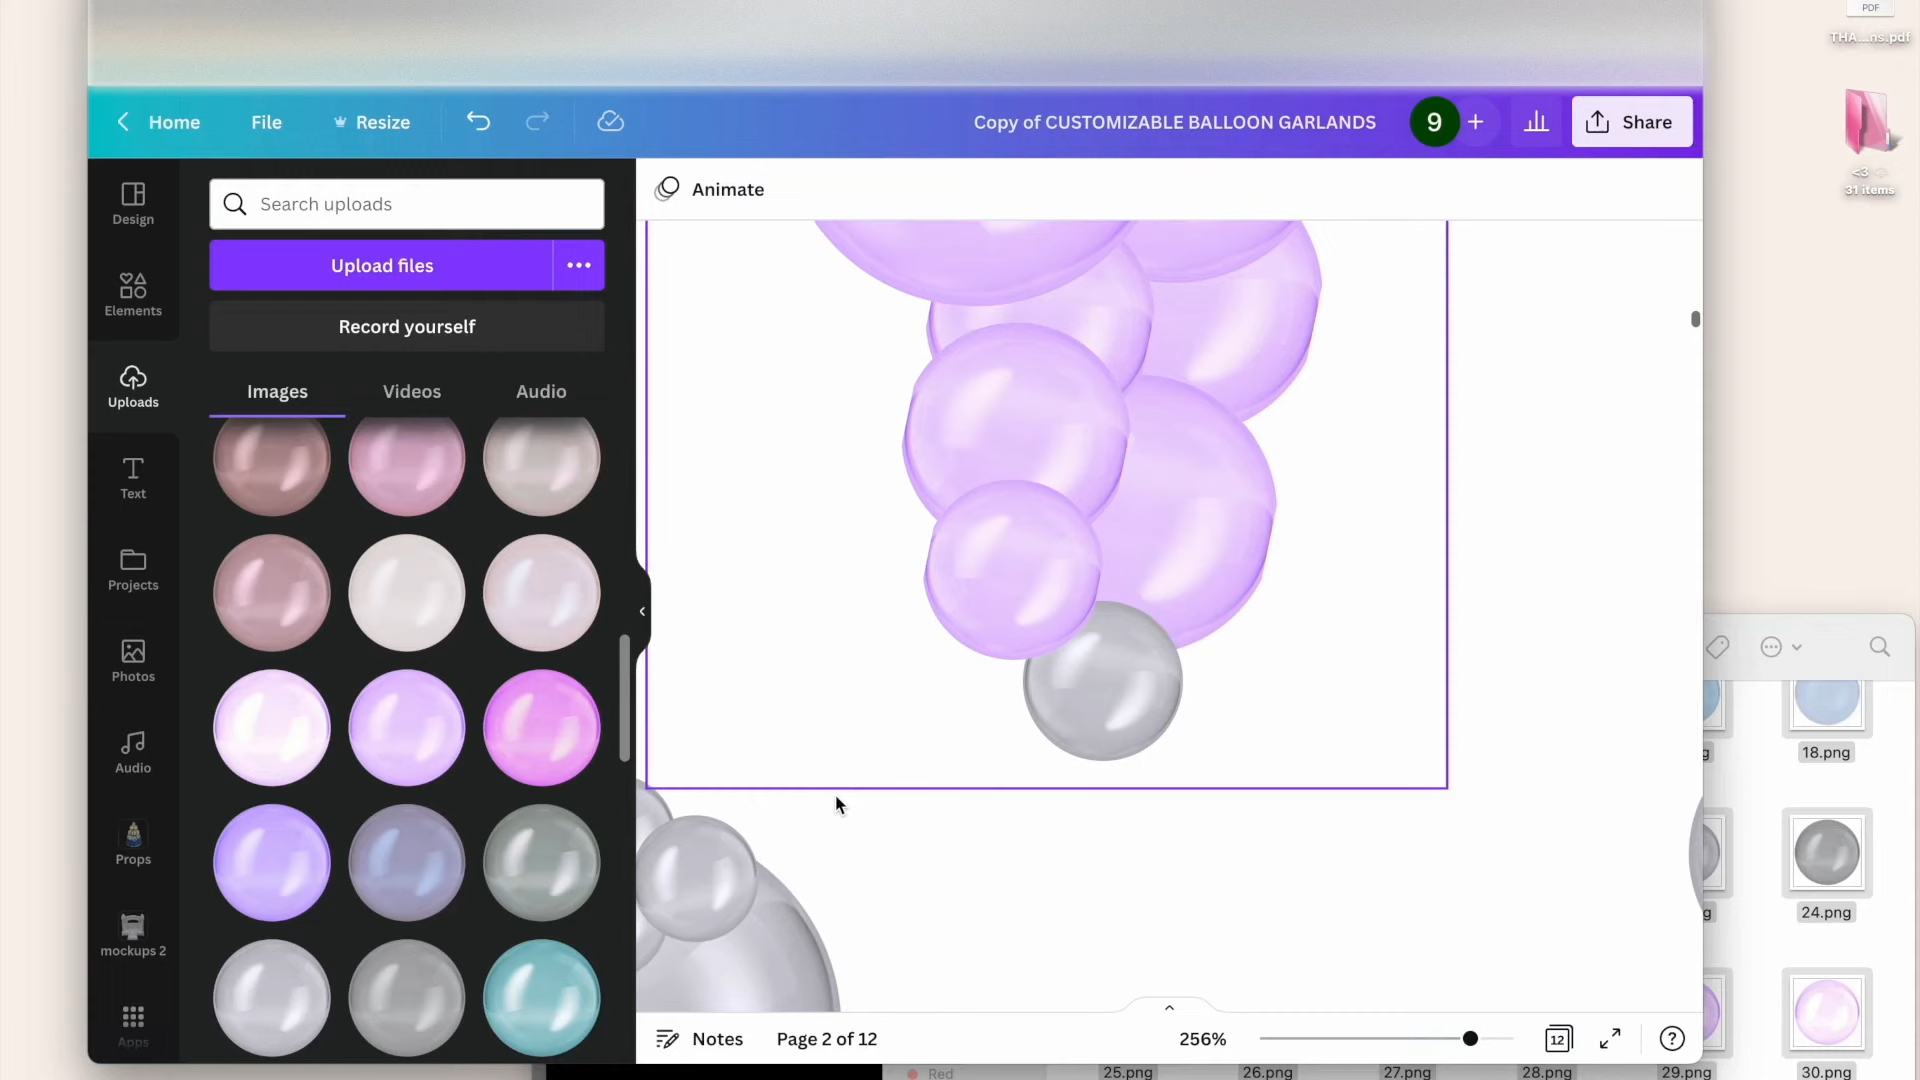 PDF
THA...ns.pdf
Home
File
Resize
Copy of CUSTOMIZABLE BALLOON GARLANDS
9
+
Share
<3
31 items
Design
Elements
Uploads
Text
Projects
Photos
Audio
Props
mockups 2
Apps
Search uploads
Upload files
Record yourself
Images
Videos
Audio
Animate
18.png
g
24.png
g
Notes
Page 2 of 12
256%
12
?
Red
25.png
26.png
27.png
28.png
29.png
30.png